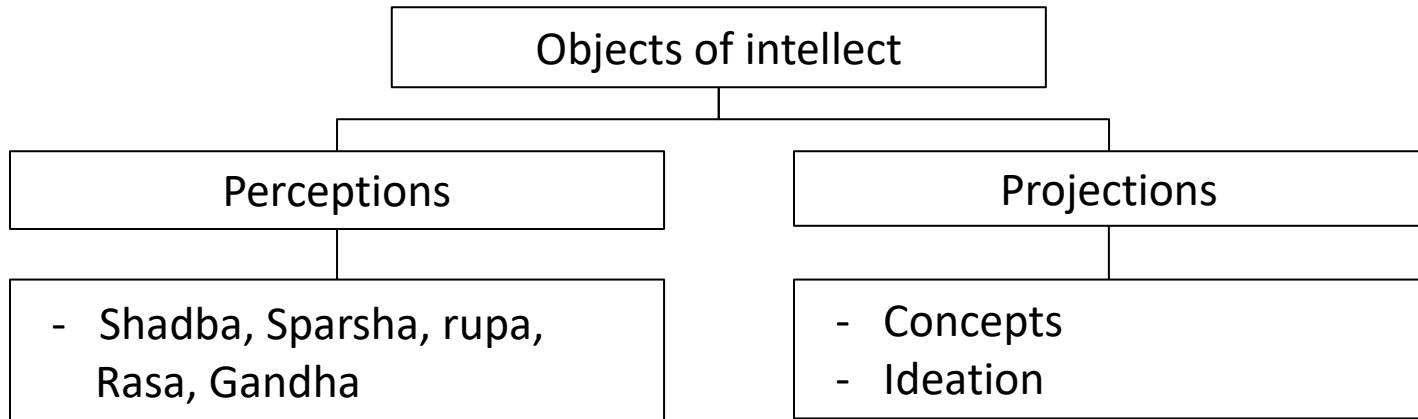 Objects of intellect
Perceptions
Projections
- Shadba, Sparsha, rupa,
Rasa, Gandha
- Concepts
- Ideation